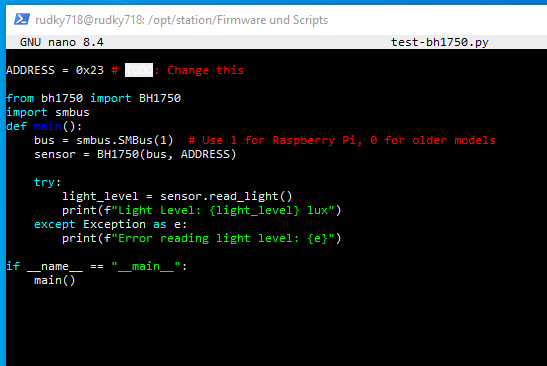 rudky718@rudky718: /opt/station/Firmware und Scripts
GNU nano 8.4 test-bh1750.py
ADDRESS = 0x23 # TODO: Change this
from bh1750 import BH1750
import smbus
def main():
    bus = smbus.SMBus(1)  # Use 1 for Raspberry Pi, 0 for older models
    sensor = BH1750(bus, ADDRESS)
    try:
        light_level = sensor.read_light()
        print(f"Light Level: {light_level} lux")
    except Exception as e:
        print(f"Error reading light level: {e}")
if __name__ == "__main__":
    main()